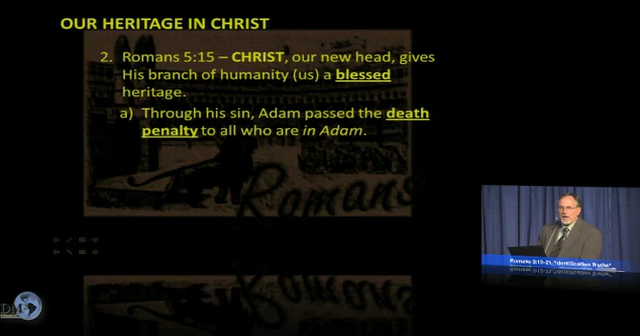 OUR HERITAGE IN CHRIST
2. Romans 5:15 – CHRIST, our new head, gives
His branch of humanity (us) a blessed
heritage.
a) Through his sin, Adam passed the death
penalty to all who are in Adam.
Romans
Romans 5:12-21, "Identification Truths"
DM